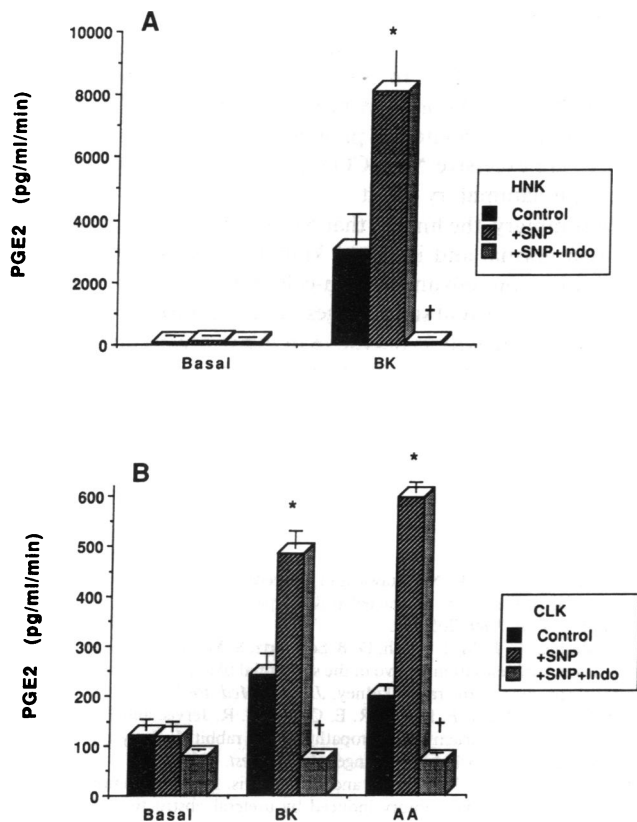 A
10000
8000
6000
4000
2000
0
PGE2 (pg/ml/min)
*
†
Basal
BK
HNK
Control
+SNP
+SNP+Indo
B
600
500
400
300
200
100
0
PGE2 (pg/ml/min)
*
*
†
†
Basal
BK
AA
CLK
Control
+SNP
+SNP+Indo